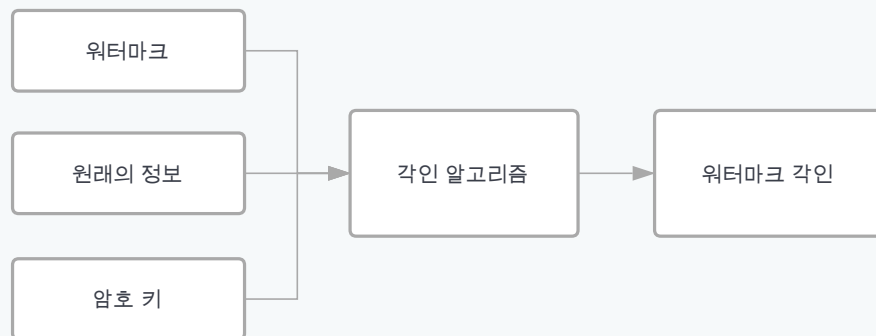 워터마크
원래의 정보
각인 알고리즘
워터마크 각인
암호 키